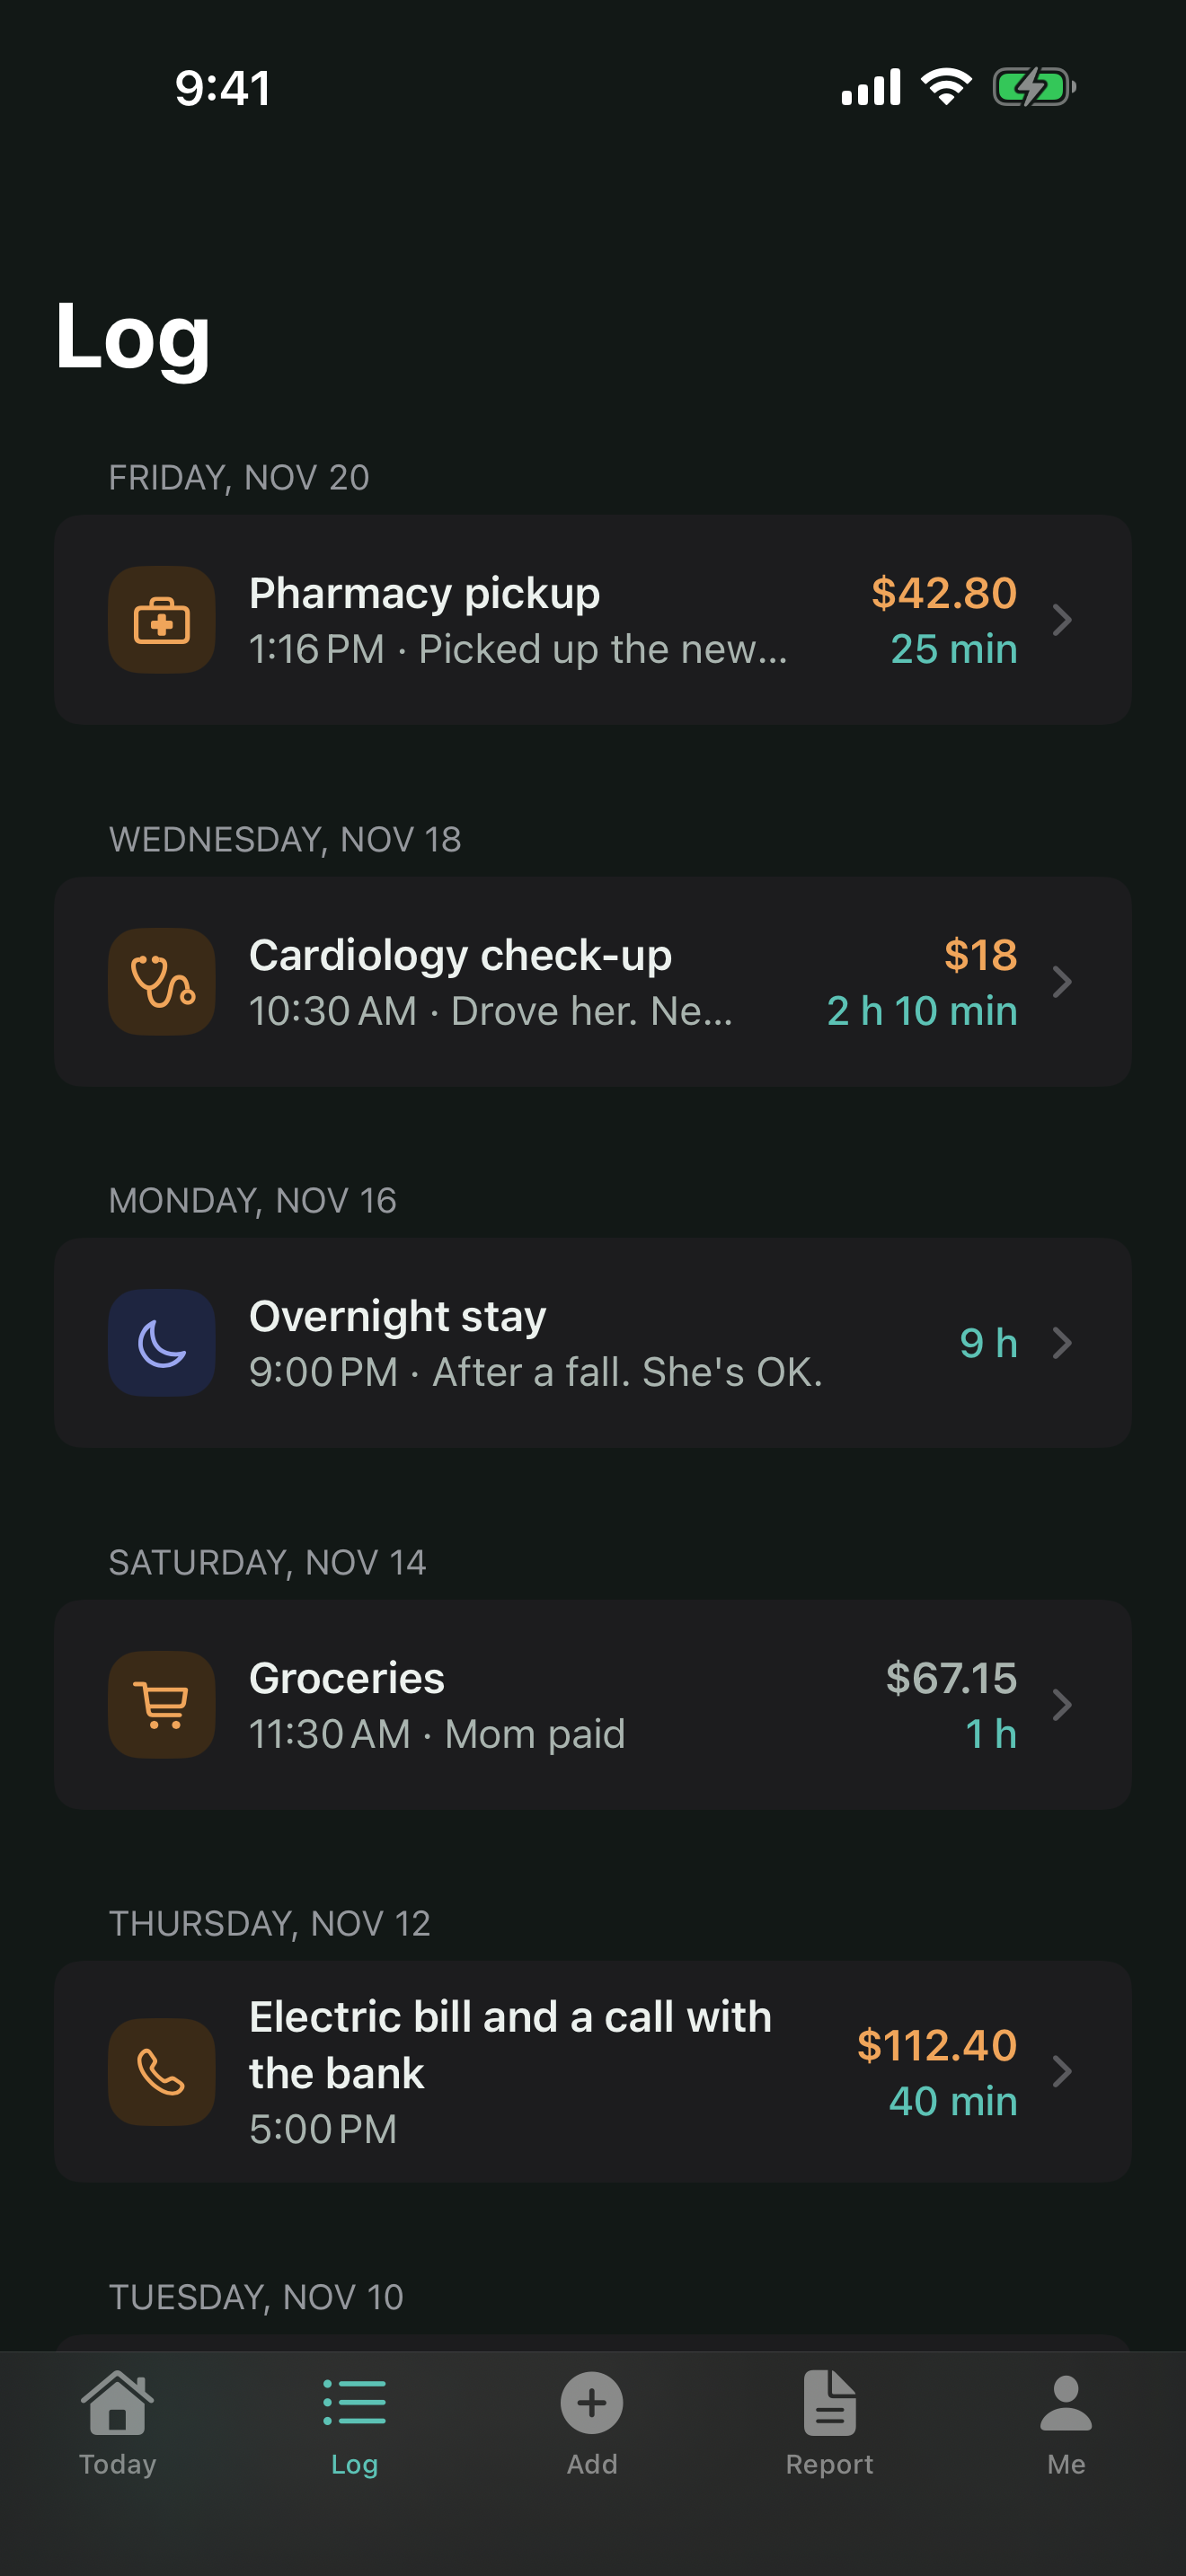 9:41
Log
FRIDAY, NOV 20
Pharmacy pickup
$42.80
1:16 PM · Picked up the new...
25 min
WEDNESDAY, NOV 18
Cardiology check-up
$18
10:30 AM · Drove her. Ne...
2 h 10 min
MONDAY, NOV 16
Overnight stay
9:00 PM · After a fall. She's OK.
9 h
SATURDAY, NOV 14
Groceries
$67.15
11:30 AM · Mom paid
1 h
THURSDAY, NOV 12
Electric bill and a call with
the bank
5:00 PM
$112.40
40 min
TUESDAY, NOV 10
Today
Log
Add
Report
Me